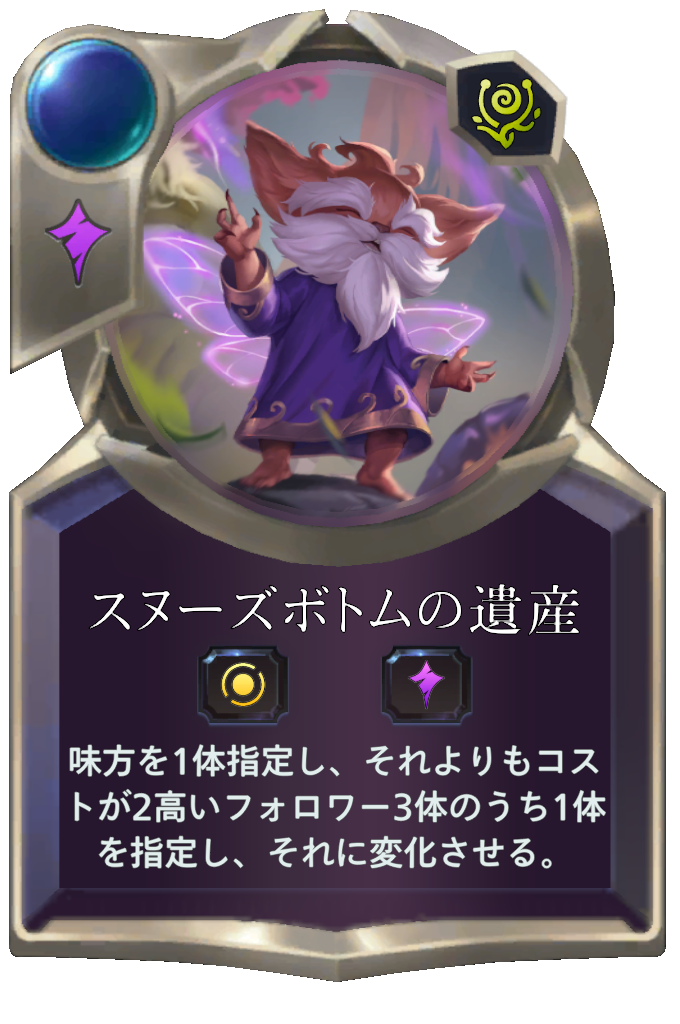 スヌーズボトムの遺産
味方を1体指定し、それよりもコス
トが2高いフォロワー3体のうち1体
を指定し、それに変化させる。